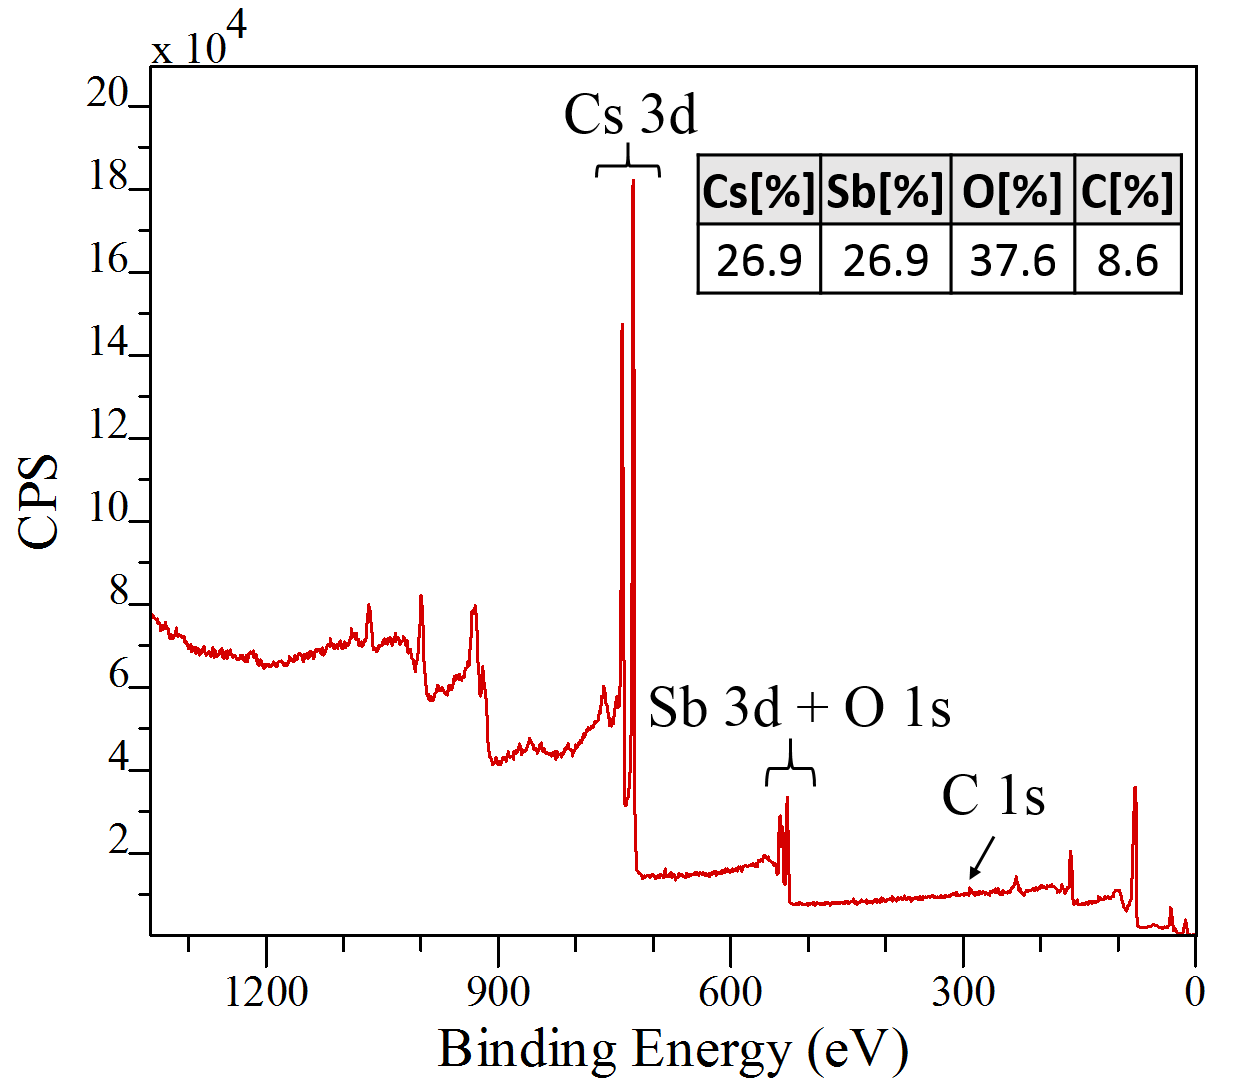 x 10^4
20
18
16
14
12
10
8
6
4
2
CPS
Cs 3d
Cs[%] Sb[%] O[%] C[%]
26.9 26.9 37.6 8.6
Sb 3d + O 1s
C 1s
1200 900 600 300 0
Binding Energy (eV)